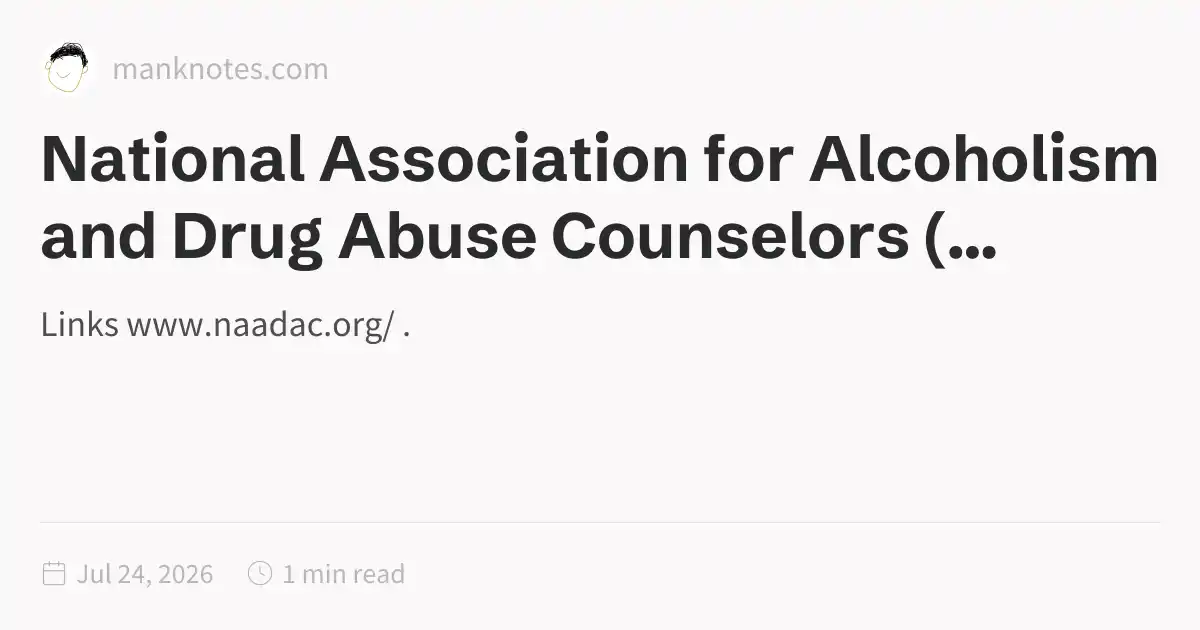 manknotes.com
National Association for Alcoholism
and Drug Abuse Counselors (...
Links www.naadac.org/ .
Jul 24, 2026
1 min read